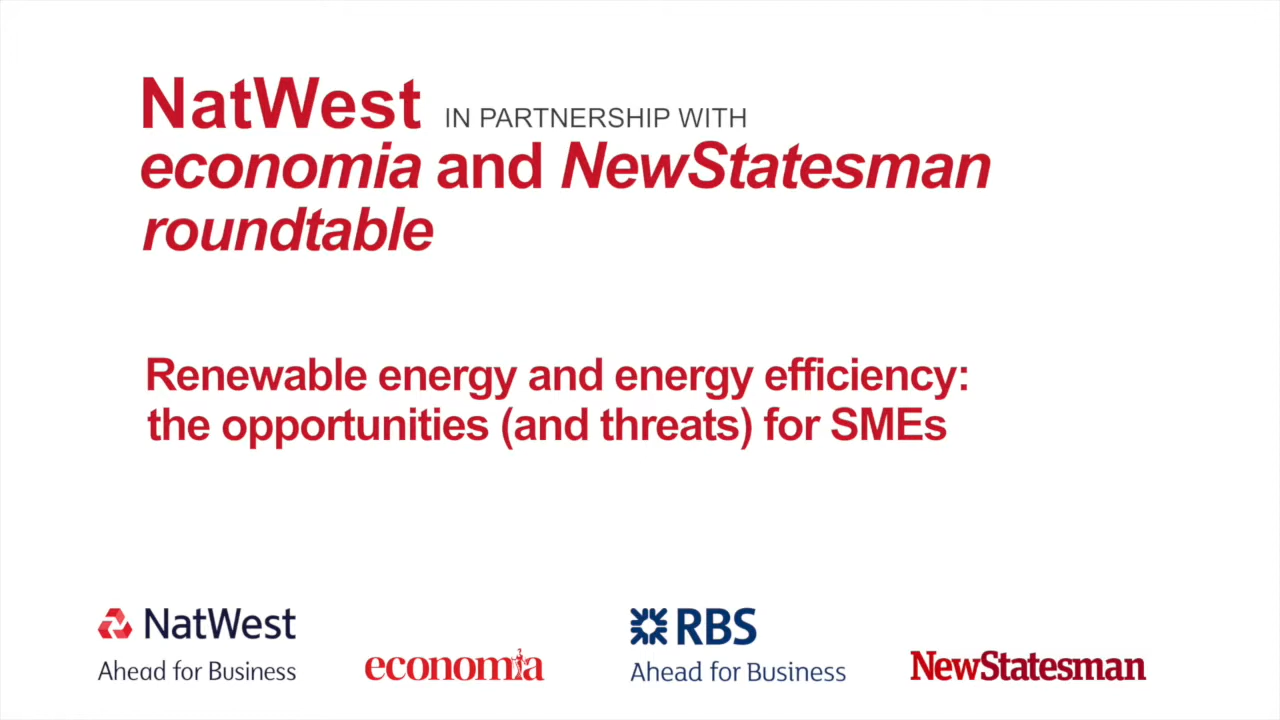 NatWest IN PARTNERSHIP WITH
economia and NewStatesman
roundtable
Renewable energy and energy efficiency:
the opportunities (and threats) for SMEs
NatWest
Ahead for Business
economia
RBS
Ahead for Business
NewStatesman